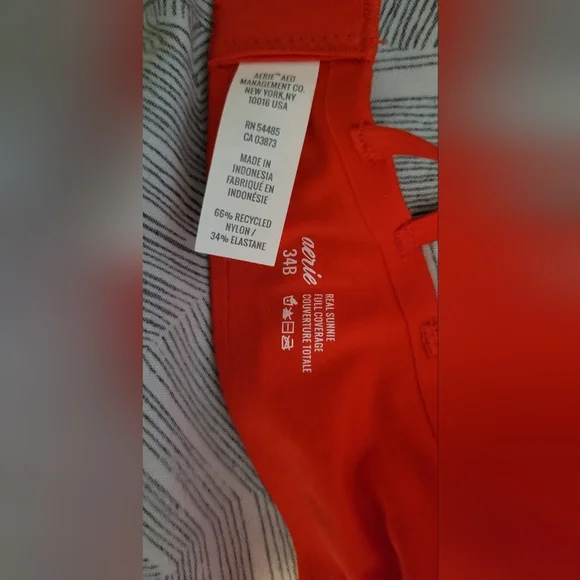 AERIE™ AEO
MANAGEMENT CO.
NEW YORK, NY
10016 USA
RN 54485
CA 03873
MADE IN
INDONESIA
FABRIQUÉ EN
INDONÉSIE
66% RECYCLED
NYLON /
34% ELASTANE
aerie
34B
REAL SUNNIE
FULL COVERAGE
COUVERTURE TOTALE